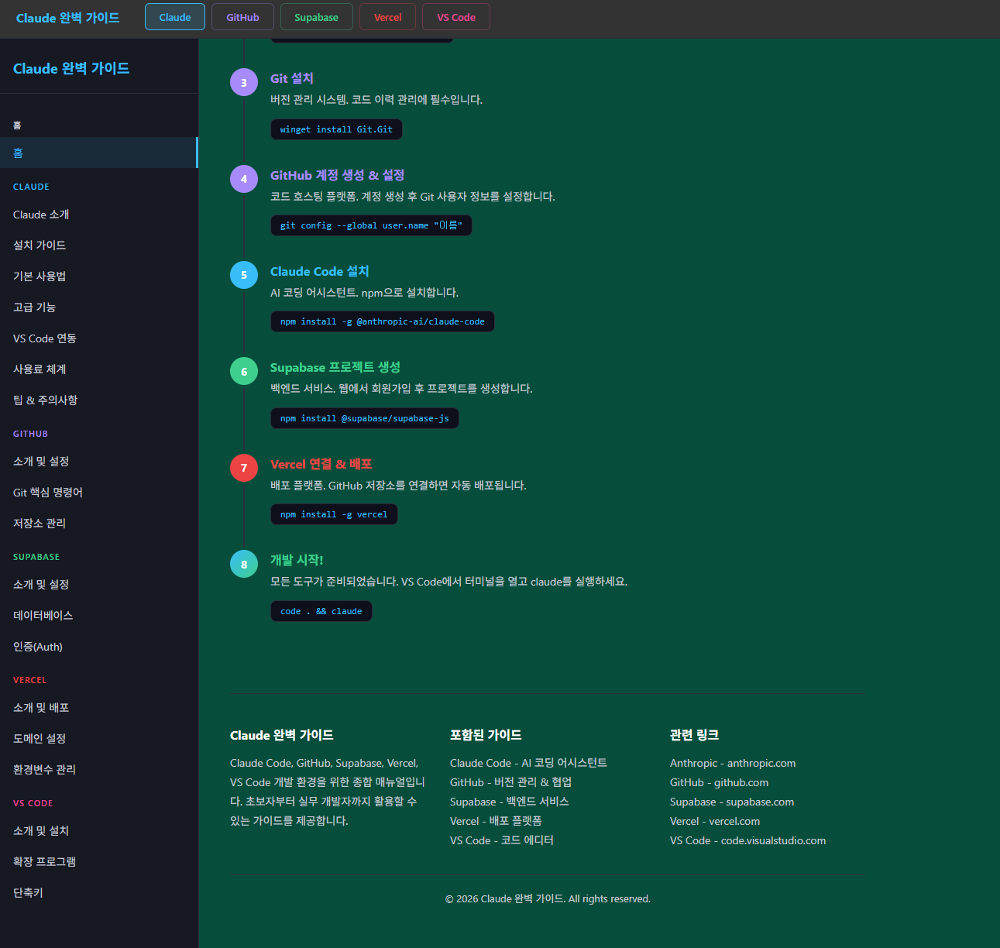 Claude 완벽 가이드
Claude
GitHub
Supabase
Vercel
VS Code
Claude 완벽 가이드
홈
홈
CLAUDE
Claude 소개
설치 가이드
기본 사용법
고급 기능
VS Code 연동
사용료 체계
팁 & 주의사항
GITHUB
소개 및 설정
Git 핵심 명령어
저장소 관리
SUPABASE
소개 및 설정
데이터베이스
인증(Auth)
VERCEL
소개 및 배포
도메인 설정
환경변수 관리
VS CODE
소개 및 설치
확장 프로그램
단축키
3
Git 설치
버전 관리 시스템. 코드 이력 관리에 필수입니다.
winget install Git.Git
4
GitHub 계정 생성 & 설정
코드 호스팅 플랫폼. 계정 생성 후 Git 사용자 정보를 설정합니다.
git config --global user.name "이름"
5
Claude Code 설치
AI 코딩 어시스턴트. npm으로 설치합니다.
npm install -g @anthropic-ai/claude-code
6
Supabase 프로젝트 생성
백엔드 서비스. 웹에서 회원가입 후 프로젝트를 생성합니다.
npm install @supabase/supabase-js
7
Vercel 연결 & 배포
배포 플랫폼. GitHub 저장소를 연결하면 자동 배포됩니다.
npm install -g vercel
8
개발 시작!
모든 도구가 준비되었습니다. VS Code에서 터미널을 열고 claude를 실행하세요.
code . && claude
Claude 완벽 가이드
Claude Code, GitHub, Supabase, Vercel,
VS Code 개발 환경을 위한 종합 매뉴얼입니
다. 초보자부터 실무 개발자까지 활용할 수
있는 가이드를 제공합니다.
포함된 가이드
Claude Code - AI 코딩 어시스턴트
GitHub - 버전 관리 & 협업
Supabase - 백엔드 서비스
Vercel - 배포 플랫폼
VS Code - 코드 에디터
관련 링크
Anthropic - anthropic.com
GitHub - github.com
Supabase - supabase.com
Vercel - vercel.com
VS Code - code.visualstudio.com
© 2026 Claude 완벽 가이드. All rights reserved.